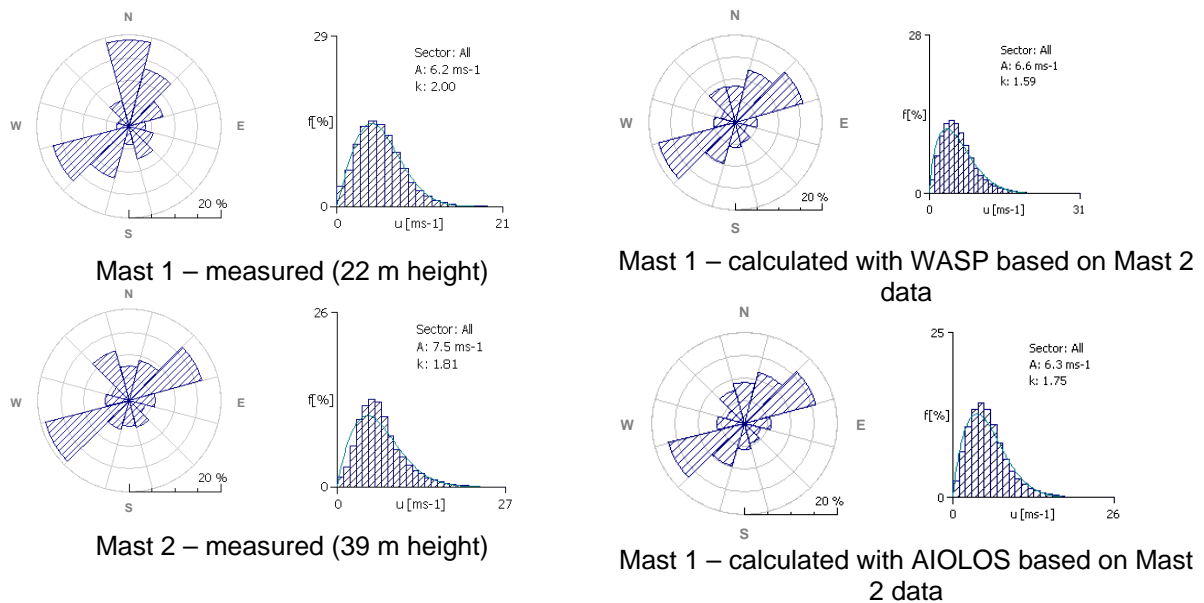 N
W
E
S
20 %
29
Sector: All
A: 6.2 ms-1
k: 2.00
f[%]
0
0
u [ms-1]
21
Mast 1 – measured (22 m height)
N
W
E
S
20 %
28
Sector: All
A: 6.6 ms-1
k: 1.59
f[%]
0
0
u [ms-1]
31
Mast 1 – calculated with WASP based on Mast 2
data
N
W
E
S
20 %
26
Sector: All
A: 7.5 ms-1
k: 1.81
f[%]
0
0
u [ms-1]
27
Mast 2 – measured (39 m height)
N
W
E
S
20 %
25
Sector: All
A: 6.3 ms-1
k: 1.75
f[%]
0
0
u [ms-1]
26
Mast 1 – calculated with AIOLOS based on Mast
2 data